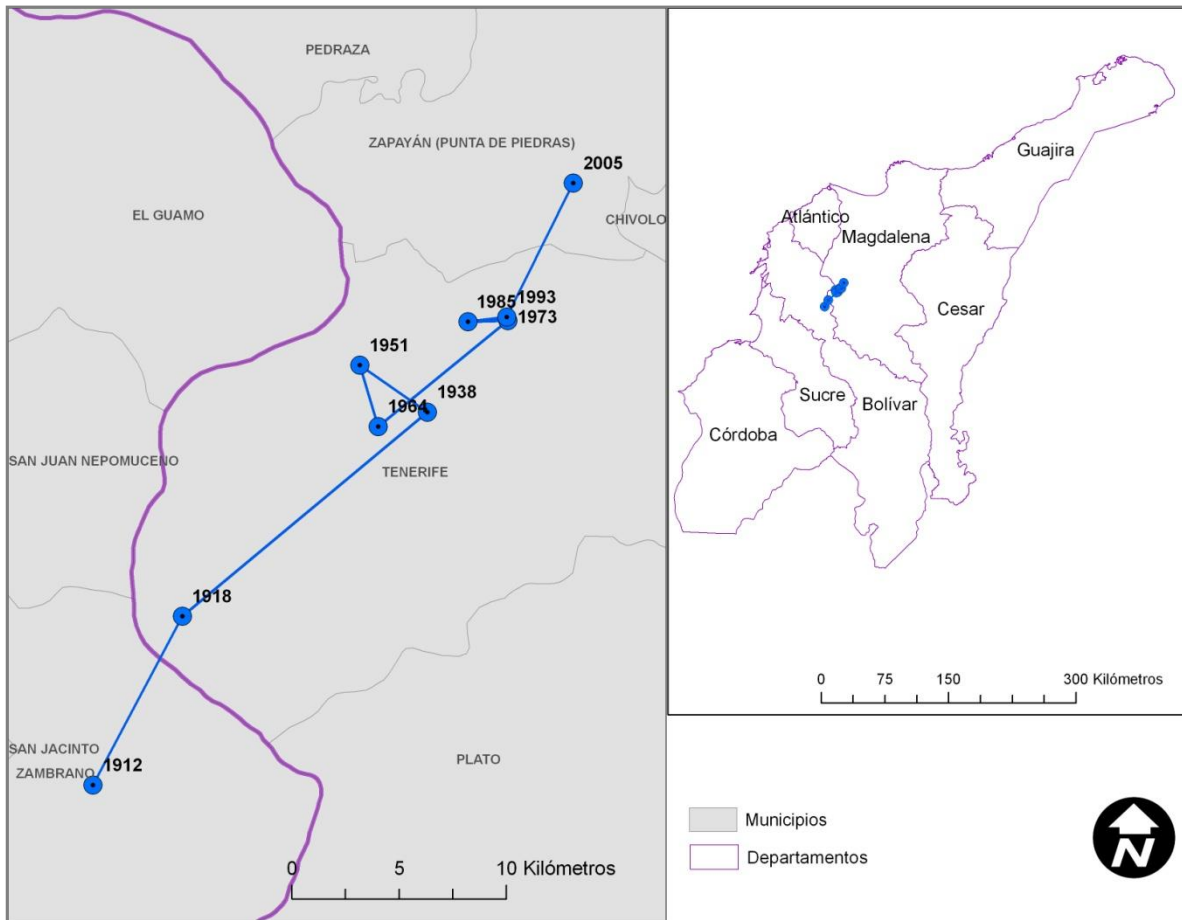 PEDRAZA
ZAPAYÁN (PUNTA DE PIEDRAS)
2005
EL GUAMO
CHIVOLO
1985
1993
1973
1951
1938
1964
SAN JUAN NEPOMUCENO
TENERIFE
1918
SAN JACINTO
ZAMBRANO
1912
PLATO
0 5 10 Kilómetros
Guajira
Atlántico
Magdalena
Cesar
Sucre
Bolívar
Córdoba
0 75 150 300 Kilómetros
Municipios
Departamentos
N